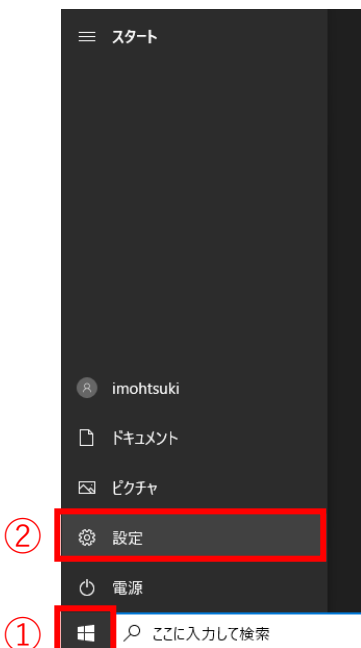 スタート
imohtsuki
ドキュメント
ピクチャ
② 設定
電源
① ここに入力して検索